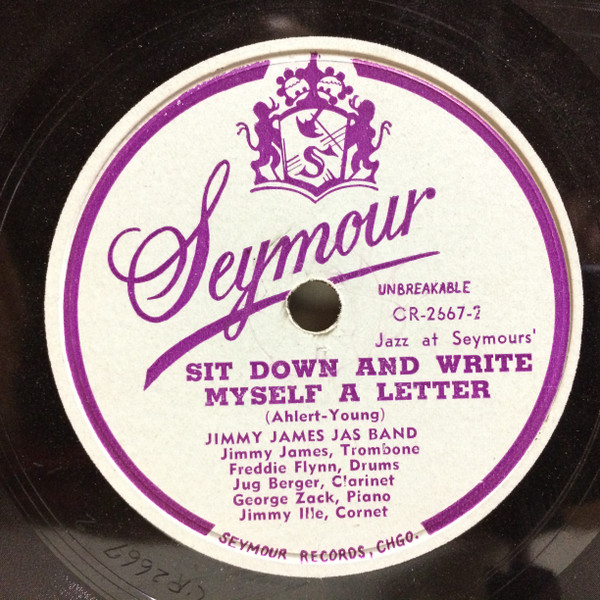 S
Seymour
UNBREAKABLE
CR-2667-2
Jazz at Seymours'
SIT DOWN AND WRITE
MYSELF A LETTER
(Ahlert-Young)
JIMMY JAMES JAS BAND
Jimmy James, Trombone
Freddie Flynn, Drums
Jug Berger, Clarinet
George Zack, Piano
Jimmy Ille, Cornet
SEYMOUR RECORDS, CHGO.
CR2667 2